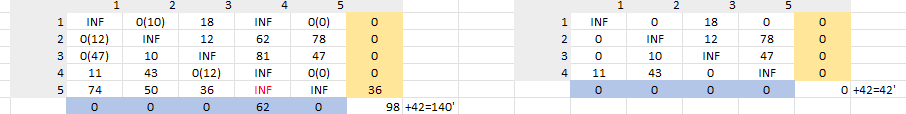 1 2 3 4 5 1 2 3 5
1 INF 0(10) 18 INF 0(0) 0 1 INF 0 18 0 0
2 0(12) INF 12 62 78 0 2 0 INF 12 78 0
3 0(47) 10 INF 81 47 0 3 0 10 INF 47 0
4 11 43 0(12) INF 0(0) 0 4 11 43 0 INF 0
5 74 50 36 INF INF 36 0 0 0 0 0 +42=42'
0 0 0 62 0 98 +42=140'